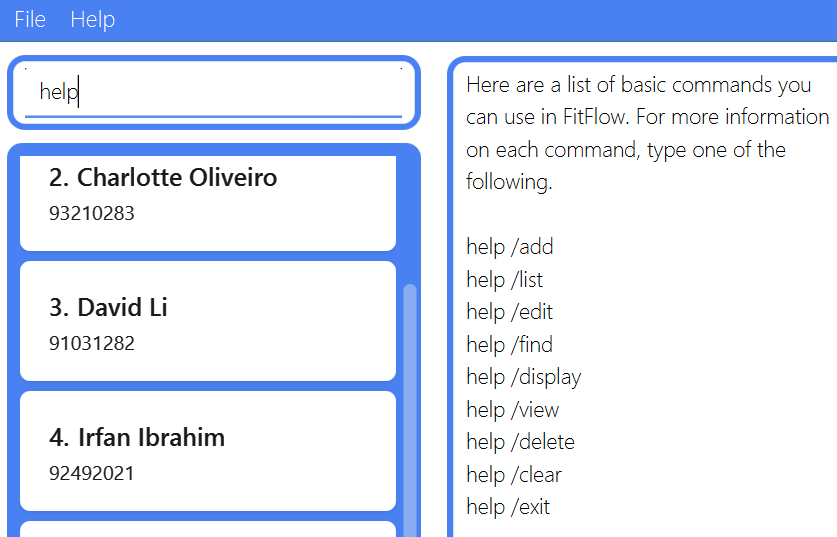 File Help
help
2. Charlotte Oliveiro
93210283
3. David Li
91031282
4. Irfan Ibrahim
92492021
Here are a list of basic commands you
can use in FitFlow. For more information
on each command, type one of the
following.
help /add
help /list
help /edit
help /find
help /display
help /view
help /delete
help /clear
help /exit